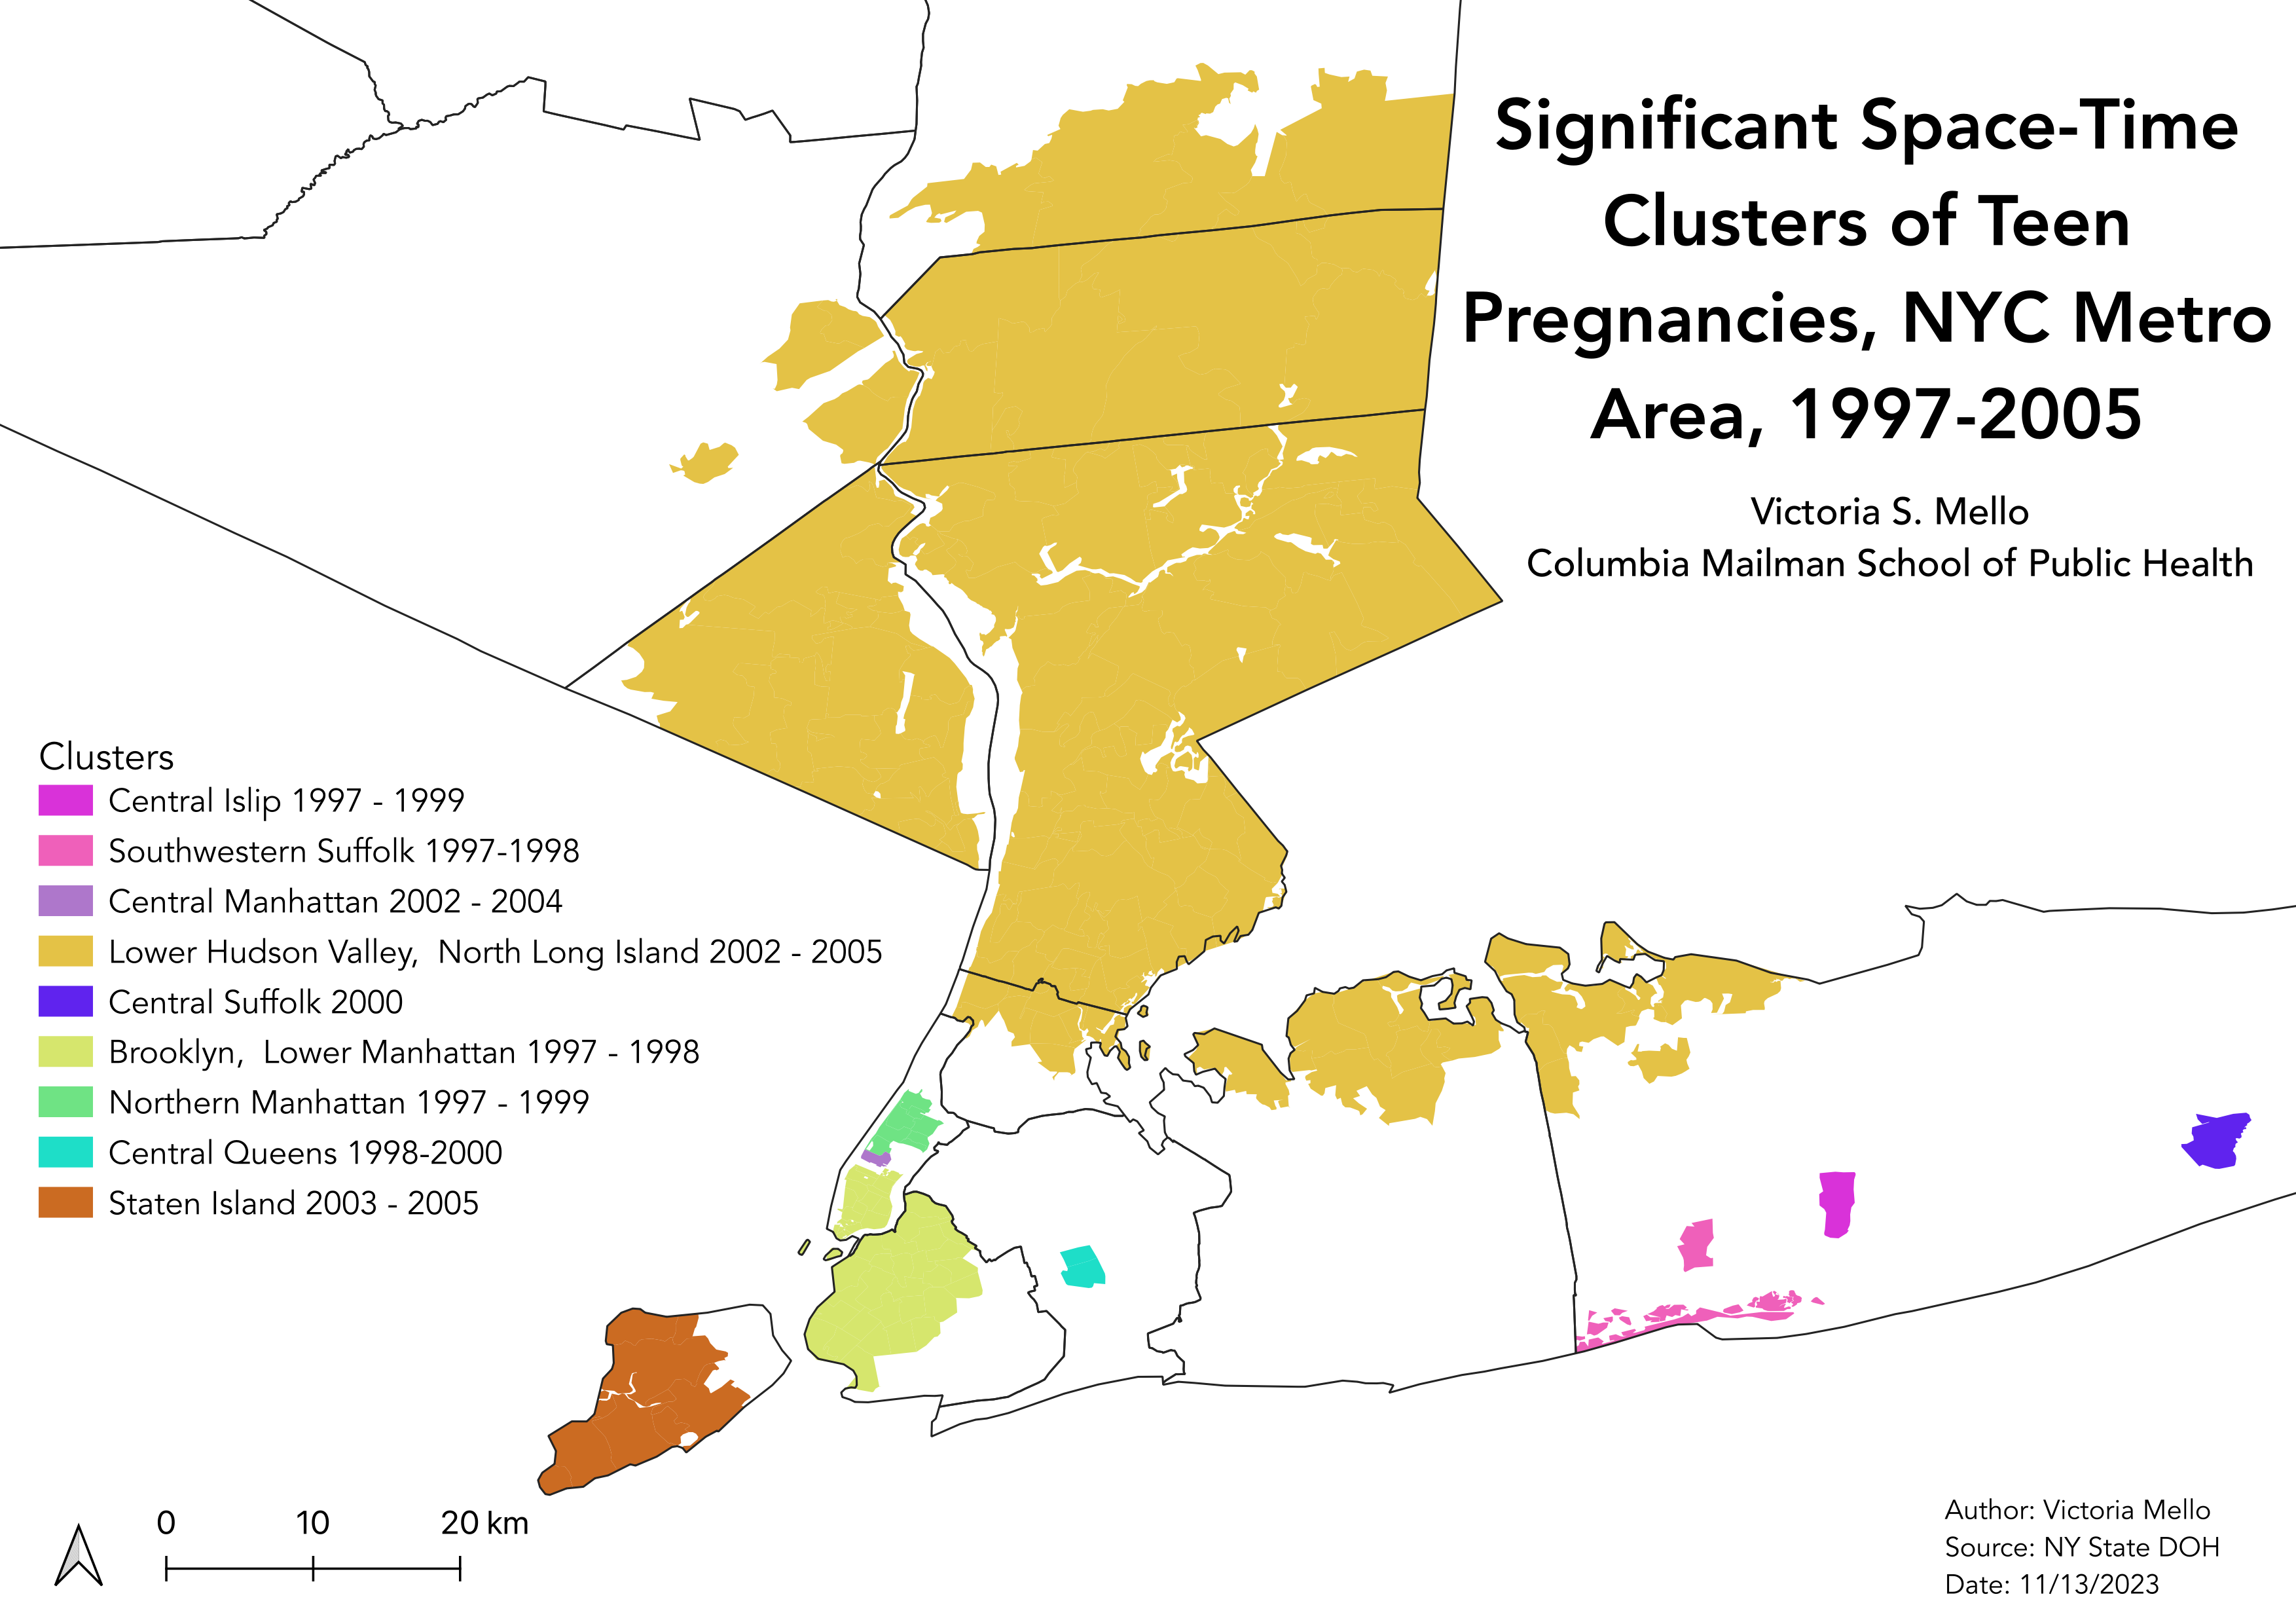 Significant Space-Time
Clusters of Teen
Pregnancies, NYC Metro
Area, 1997-2005
Victoria S. Mello
Columbia Mailman School of Public Health
Clusters
Central Islip 1997 - 1999
Southwestern Suffolk 1997-1998
Central Manhattan 2002 - 2004
Lower Hudson Valley,  North Long Island 2002 - 2005
Central Suffolk 2000
Brooklyn,  Lower Manhattan 1997 - 1998
Northern Manhattan 1997 - 1999
Central Queens 1998-2000
Staten Island 2003 - 2005
0 10 20 km
Author: Victoria Mello
Source: NY State DOH
Date: 11/13/2023